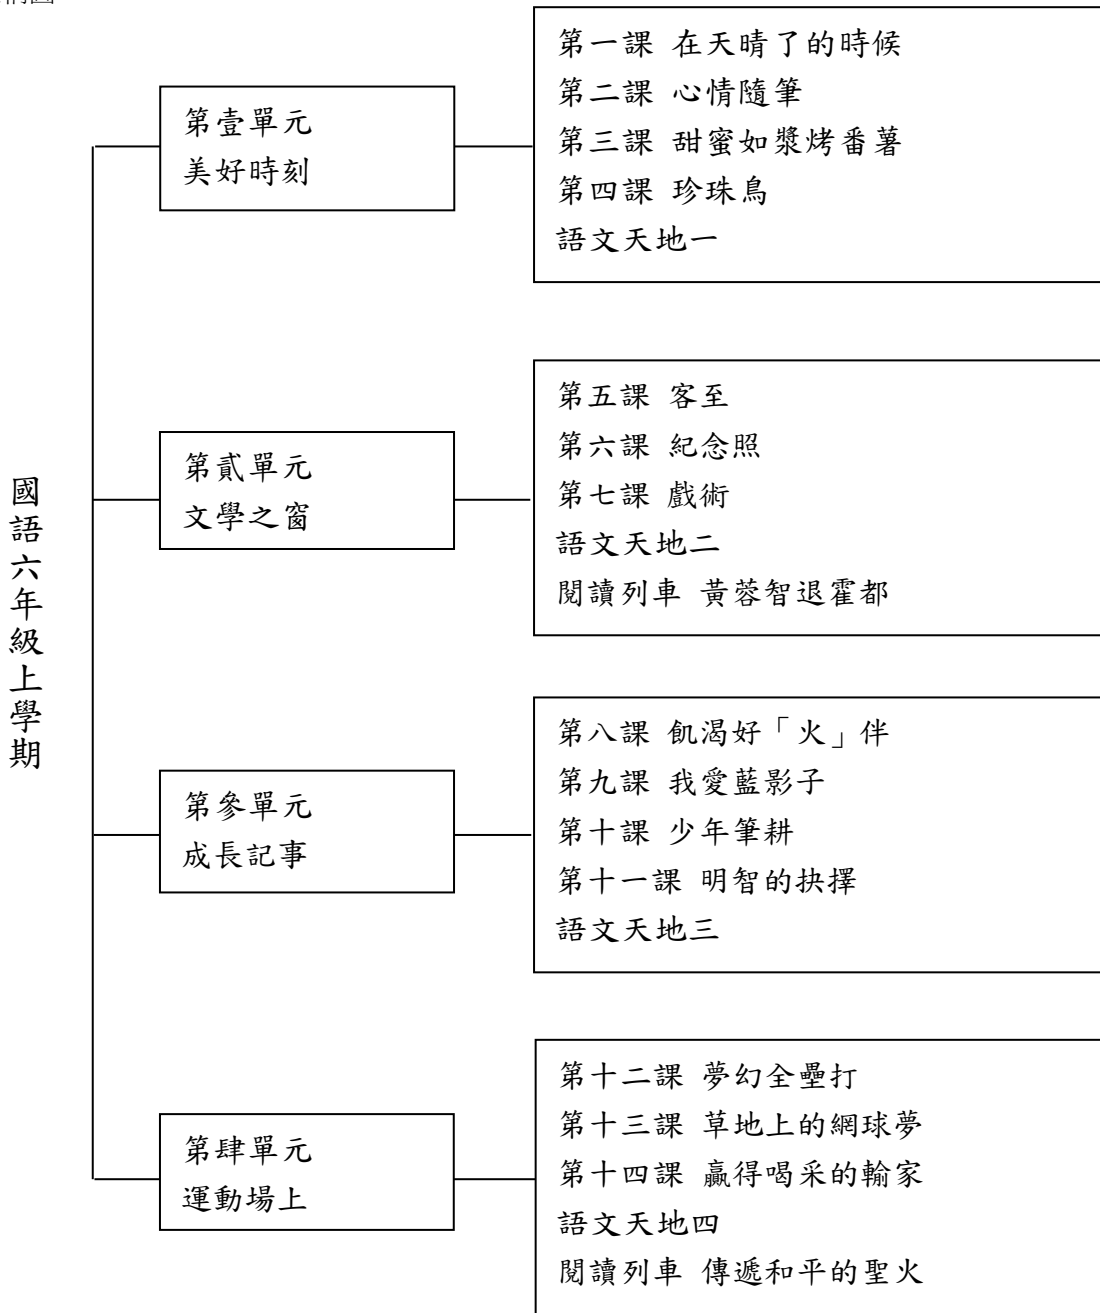 國語六年級上學期
第壹單元
美好時刻
第一課 在天晴了的時候
第二課 心情隨筆
第三課 甜蜜如漿烤番薯
第四課 珍珠鳥
語文天地一
第貳單元
文學之窗
第五課 客至
第六課 紀念照
第七課 戲術
語文天地二
閱讀列車 黃蓉智退霍都
第參單元
成長記事
第八課 飢渴好「火」伴
第九課 我愛藍影子
第十課 少年筆耕
第十一課 明智的抉擇
語文天地三
第肆單元
運動場上
第十二課 夢幻全壘打
第十三課 草地上的網球夢
第十四課 贏得喝采的輸家
語文天地四
閱讀列車 傳遞和平的聖火